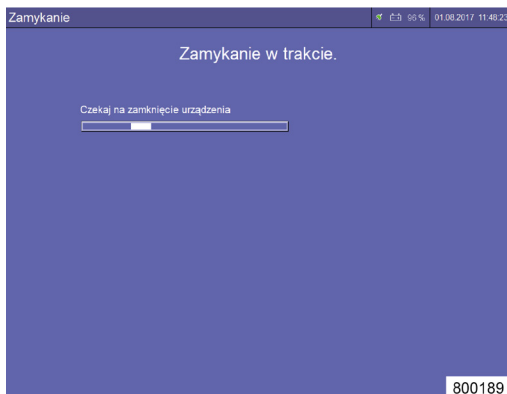 Zamykanie
96 %
01.08.2017 11:48:23
Zamykanie w trakcie.
Czekaj na zamknięcie urządzenia
800189